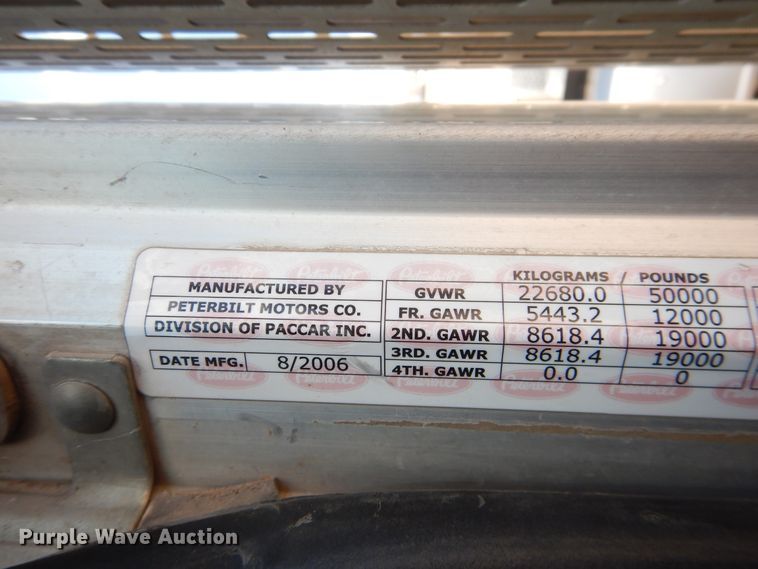 MANUFACTURED BY
PETERBILT MOTORS CO.
DIVISION OF PACCAR INC.
DATE MFG. 8/2006
KILOGRAMS / POUNDS
GVWR 22680.0 50000
FR. GAWR 5443.2 12000
2ND. GAWR 8618.4 19000
3RD. GAWR 8618.4 19000
4TH. GAWR 0.0 0
Peterbilt
Purple Wave Auction